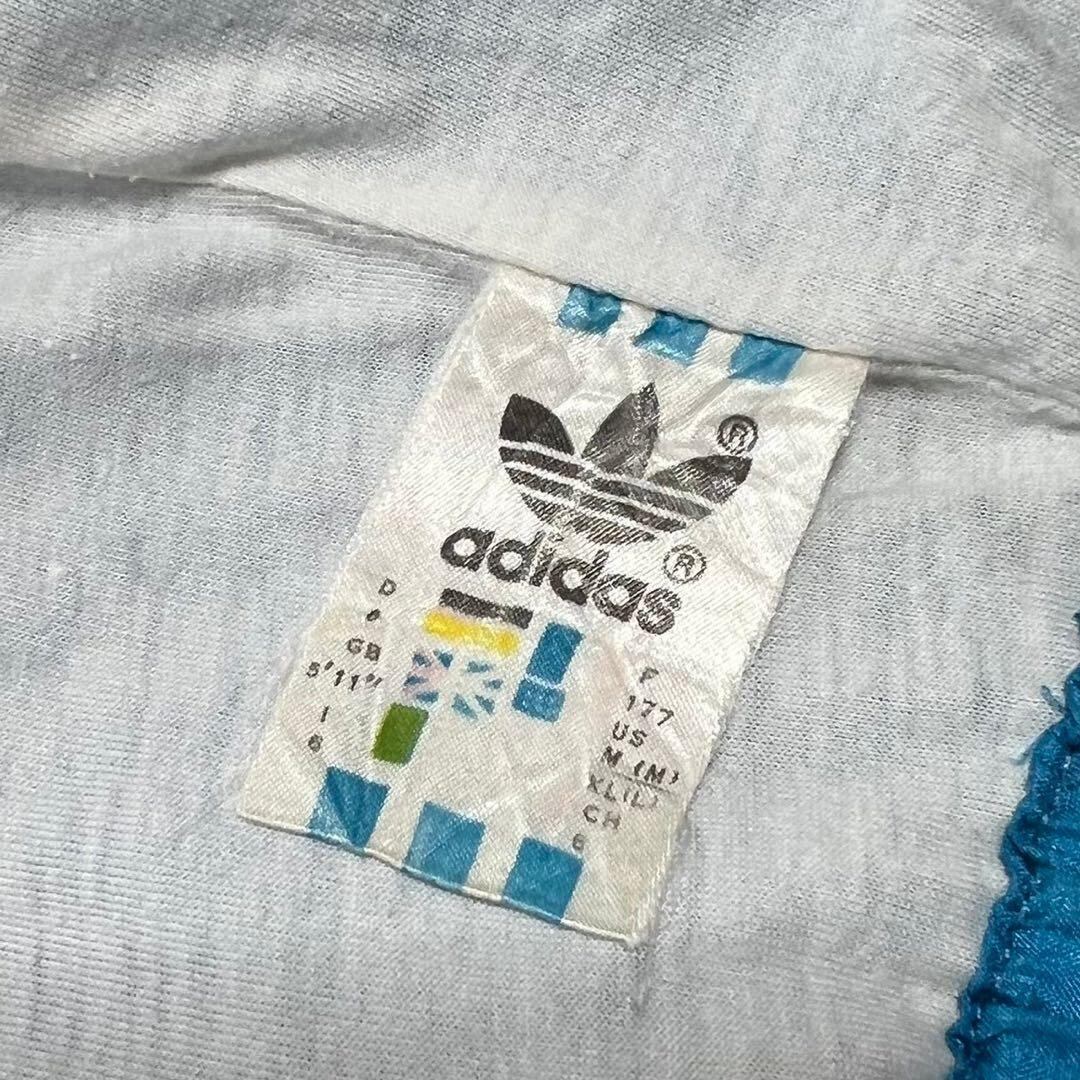 ®
adidas®
D
6
GB
5'11"
I
6
F
177
US
M (M)
XL(L)
CH
6